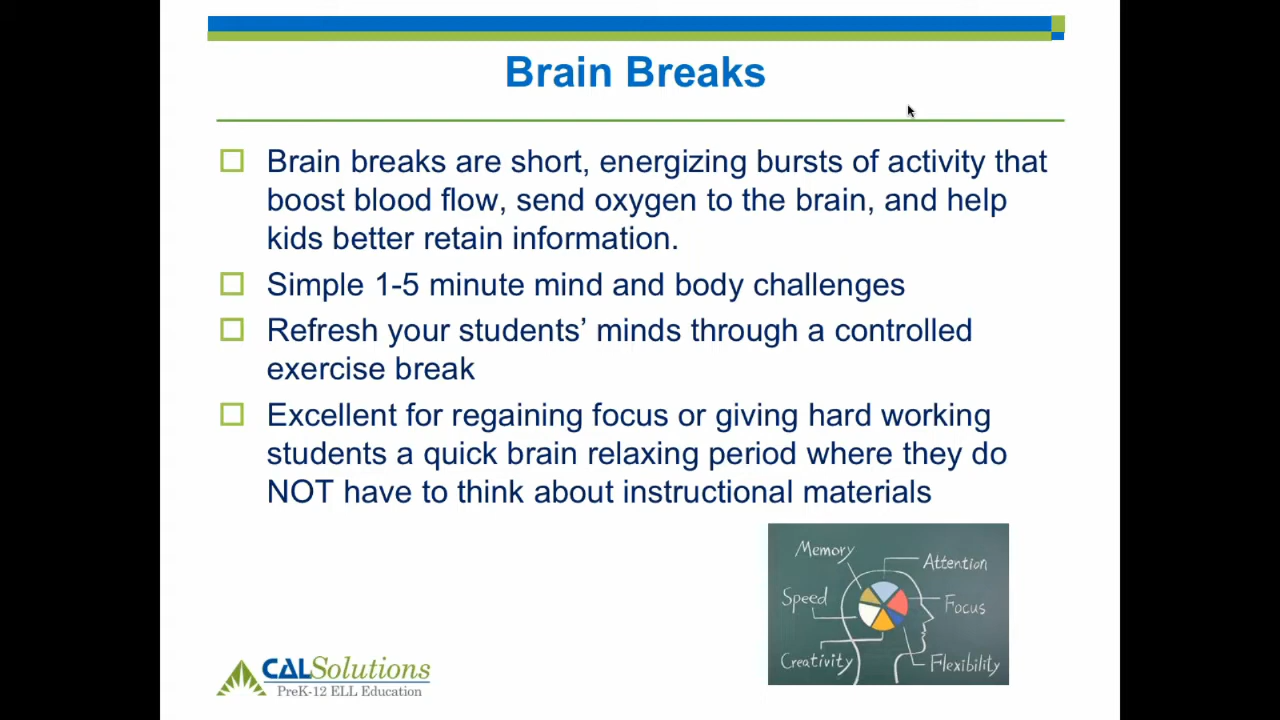 Brain Breaks
Brain breaks are short, energizing bursts of activity that
boost blood flow, send oxygen to the brain, and help
kids better retain information.
Simple 1-5 minute mind and body challenges
Refresh your students’ minds through a controlled
exercise break
Excellent for regaining focus or giving hard working
students a quick brain relaxing period where they do
NOT have to think about instructional materials
Memory
Attention
Speed
Focus
Creativity
Flexibility
CALSolutions
PreK-12 ELL Education